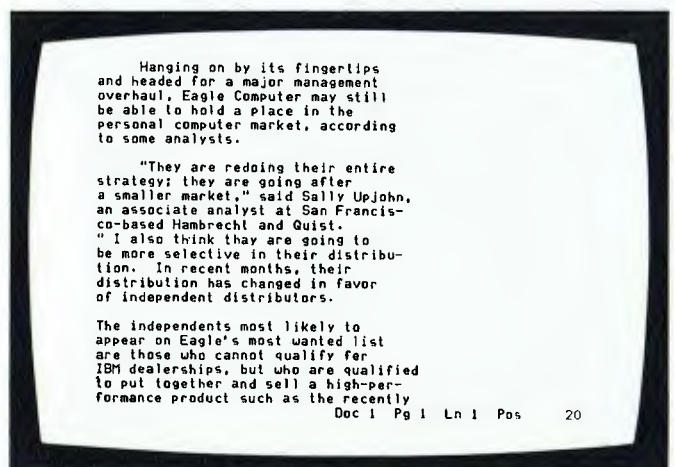 Hanging on by its fingertips
and headed for a major management
overhaul, Eagle Computer may still
be able to hold a place in the
personal computer market, according
to some analysts.
"They are redoing their entire
strategy; they are going after
a smaller market," said Sally Upjohn,
an associate analyst at San Francis-
co-based Hambrecht and Quist.
" I also think thay are going to
be more selective in their distribu-
tion. In recent months, their
distribution has changed in favor
of independent distributors.
The independents most likely to
appear on Eagle's most wanted list
are those who cannot qualify fer
IBM dealerships, but who are qualified
to put together and sell a high-per-
formance product such as the recently
Doc 1 Pg 1 Ln 1 Pos 20